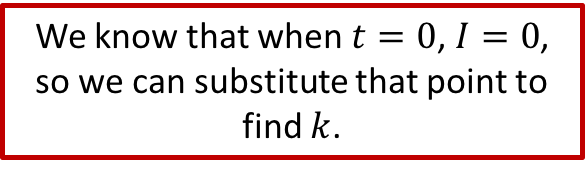 We know that when 𝑡 = 0, 𝐼 = 0,
so we can substitute that point to
find 𝑘.